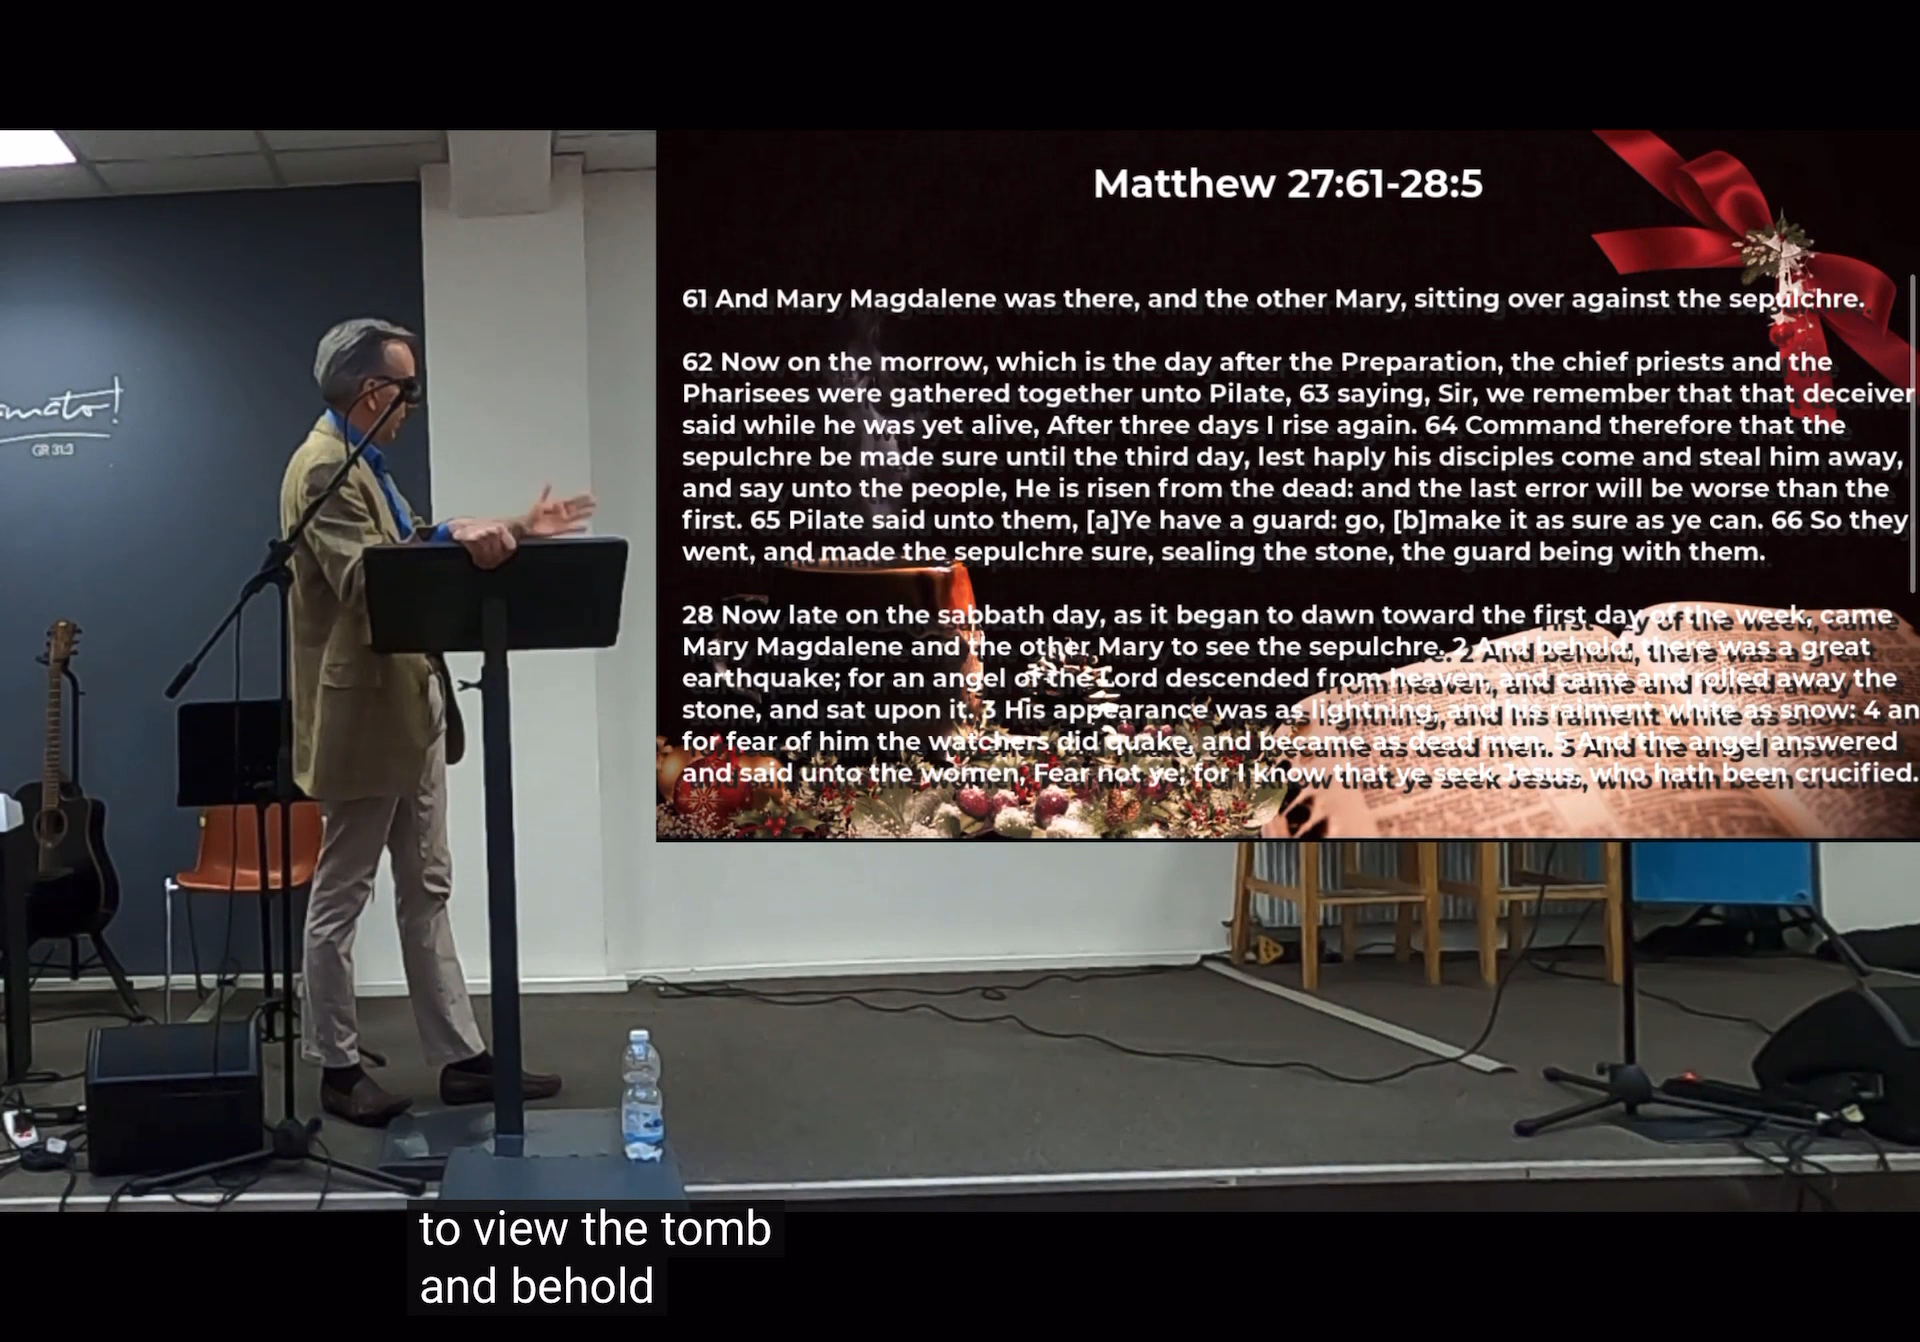 mato!
GR 31:3
Matthew 27:61-28:5
61 And Mary Magdalene was there, and the other Mary, sitting over against the sepulchre.
62 Now on the morrow, which is the day after the Preparation, the chief priests and the
Pharisees were gathered together unto Pilate, 63 saying, Sir, we remember that that deceiver
said while he was yet alive, After three days I rise again. 64 Command therefore that the
sepulchre be made sure until the third day, lest haply his disciples come and steal him away,
and say unto the people, He is risen from the dead: and the last error will be worse than the
first. 65 Pilate said unto them, [a]Ye have a guard: go, [b]make it as sure as ye can. 66 So they
went, and made the sepulchre sure, sealing the stone, the guard being with them.
28 Now late on the sabbath day, as it began to dawn toward the first day of the week, came
Mary Magdalene and the other Mary to see the sepulchre. 2 And behold, there was a great
earthquake; for an angel of the Lord descended from heaven, and came and rolled away the
stone, and sat upon it. 3 His appearance was as lightning, and his raiment white as snow: 4 an
for fear of him the watchers did quake, and became as dead men. 5 And the angel answered
and said unto the women, Fear not ye; for I know that ye seek Jesus, who hath been crucified.
to view the tomb
and behold